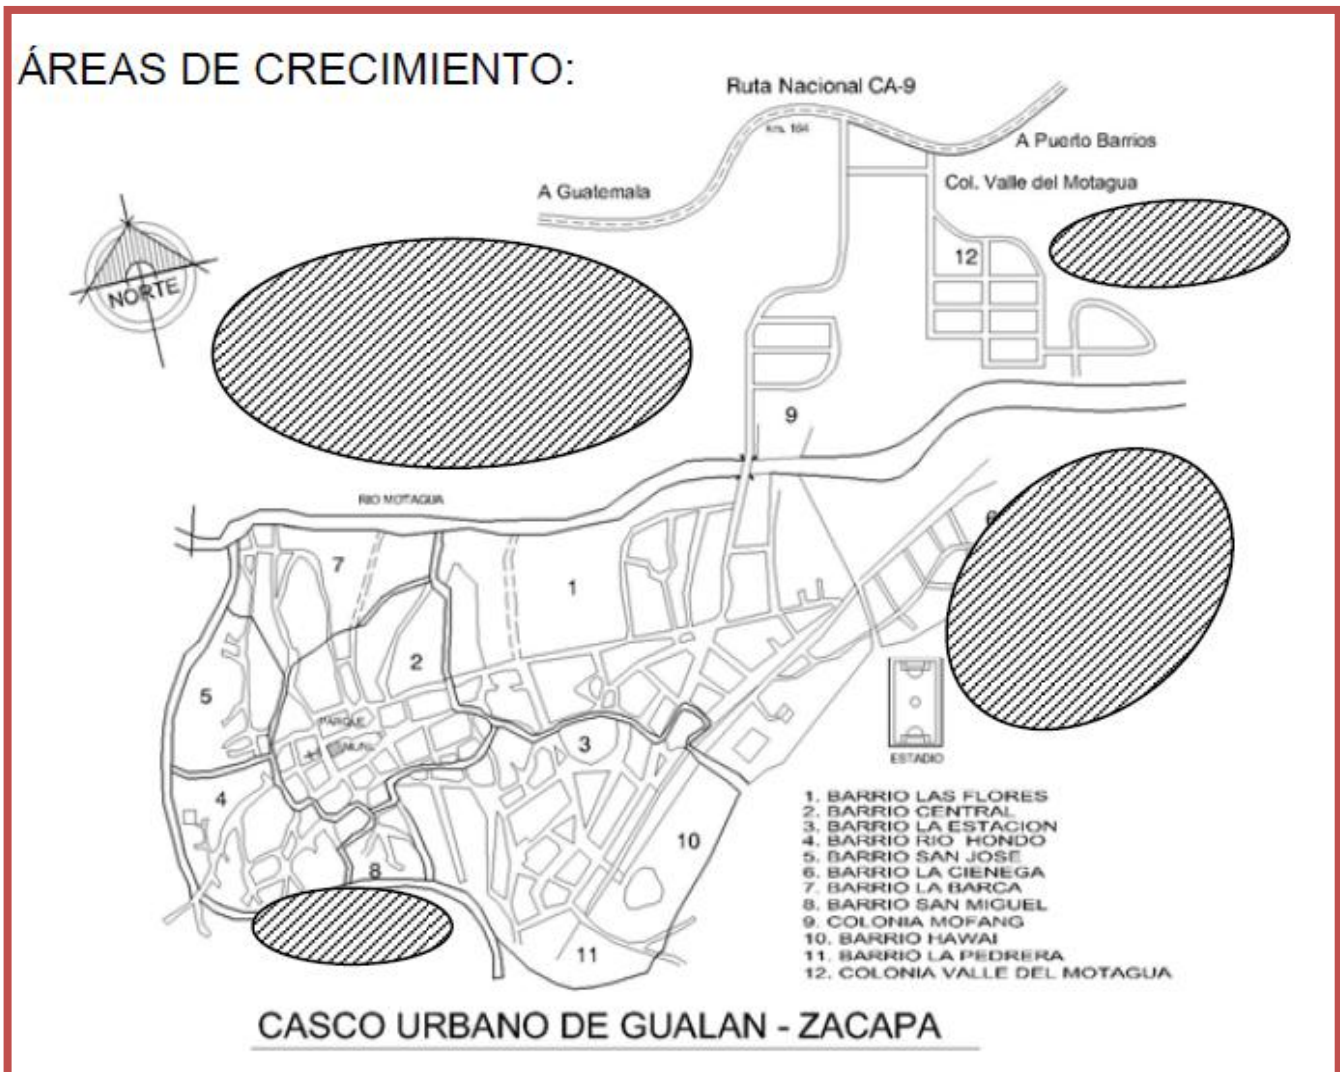 ÁREAS DE CRECIMIENTO:
Ruta Nacional CA-9
km. 164
A Puerto Barrios
A Guatemala
Col. Valle del Motagua
12
NORTE
9
RIO MOTAGUA
6
7
1
2
5
PARQUE
3
ESTADIO
4
10
8
11
1. BARRIO LAS FLORES
2. BARRIO CENTRAL
3. BARRIO LA ESTACION
4. BARRIO RIO HONDO
5. BARRIO SAN JOSE
6. BARRIO LA CIENEGA
7. BARRIO LA BARCA
8. BARRIO SAN MIGUEL
9. COLONIA MOFANG
10. BARRIO HAWAI
11. BARRIO LA PEDRERA
12. COLONIA VALLE DEL MOTAGUA
CASCO URBANO DE GUALAN - ZACAPA